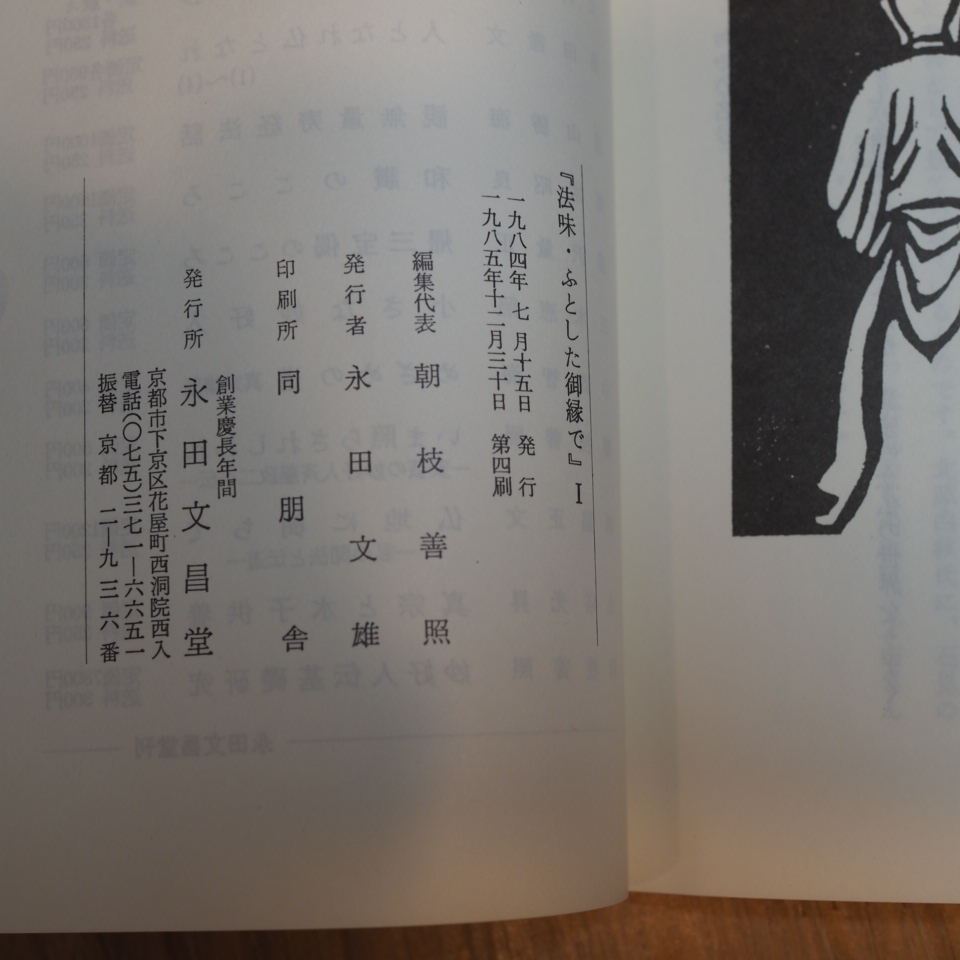 『法味・ふとした御縁で』Ⅰ
一九八四年 七 月十五日 発 行
一九八五年十二月三十日 第四刷
編集代表 朝枝善照
発行者 永田文雄
印刷所 同朋舎
創業慶長年間
発行所 永田文昌堂
京都市下京区花屋町西洞院西入
電話(〇七五)三七一―六六五一
振替 京都 二―九三六番